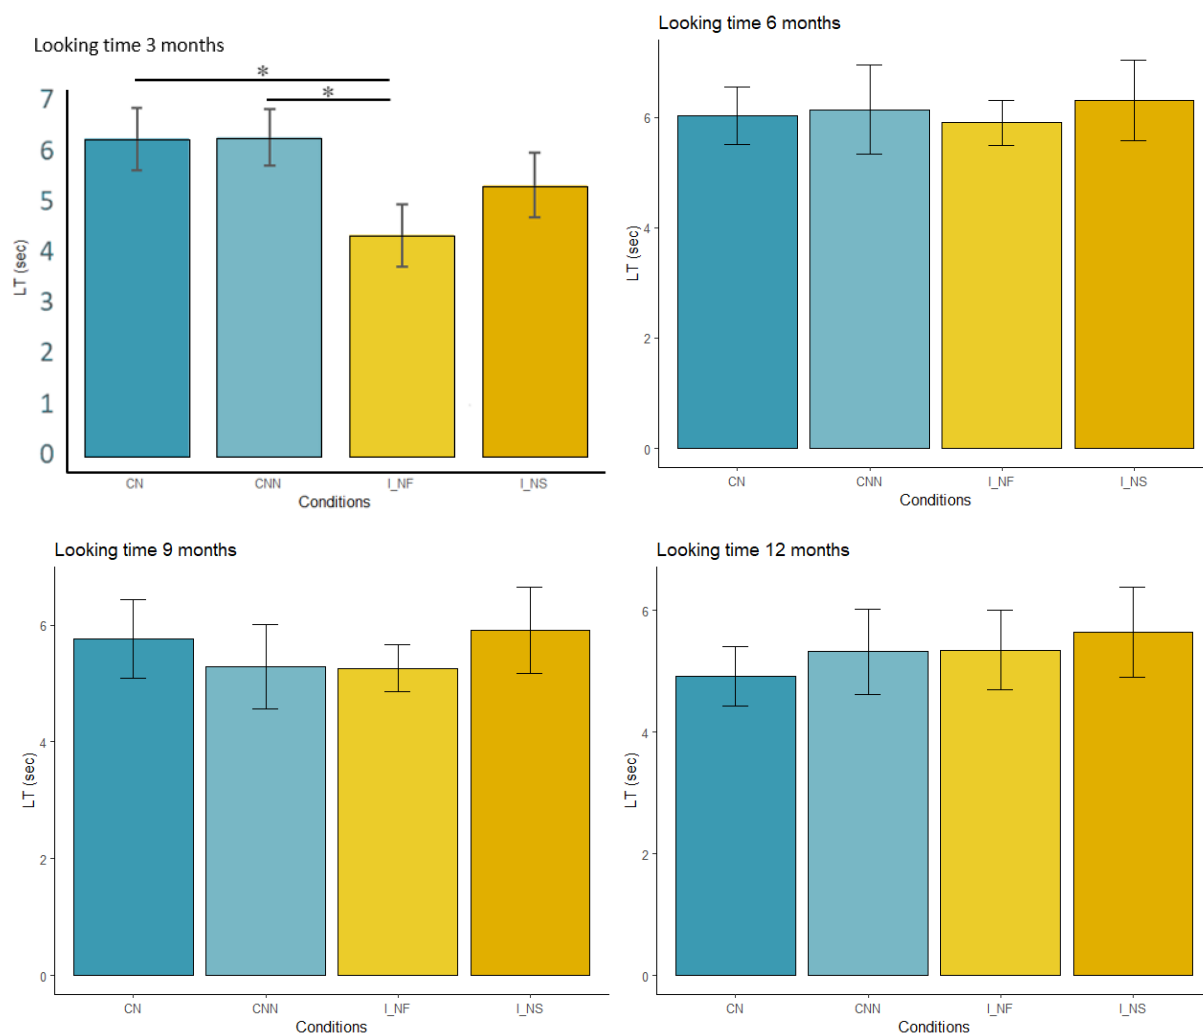 Looking time 3 months
*
*
7
6
5
4
3
2
1
0
LT (sec)
CN CNN I_NF I_NS
Conditions
Looking time 6 months
6
4
2
0
LT (sec)
CN CNN I_NF I_NS
Conditions
Looking time 9 months
6
4
2
0
LT (sec)
CN CNN I_NF I_NS
Conditions
Looking time 12 months
6
4
2
0
LT (sec)
CN CNN I_NF I_NS
Conditions